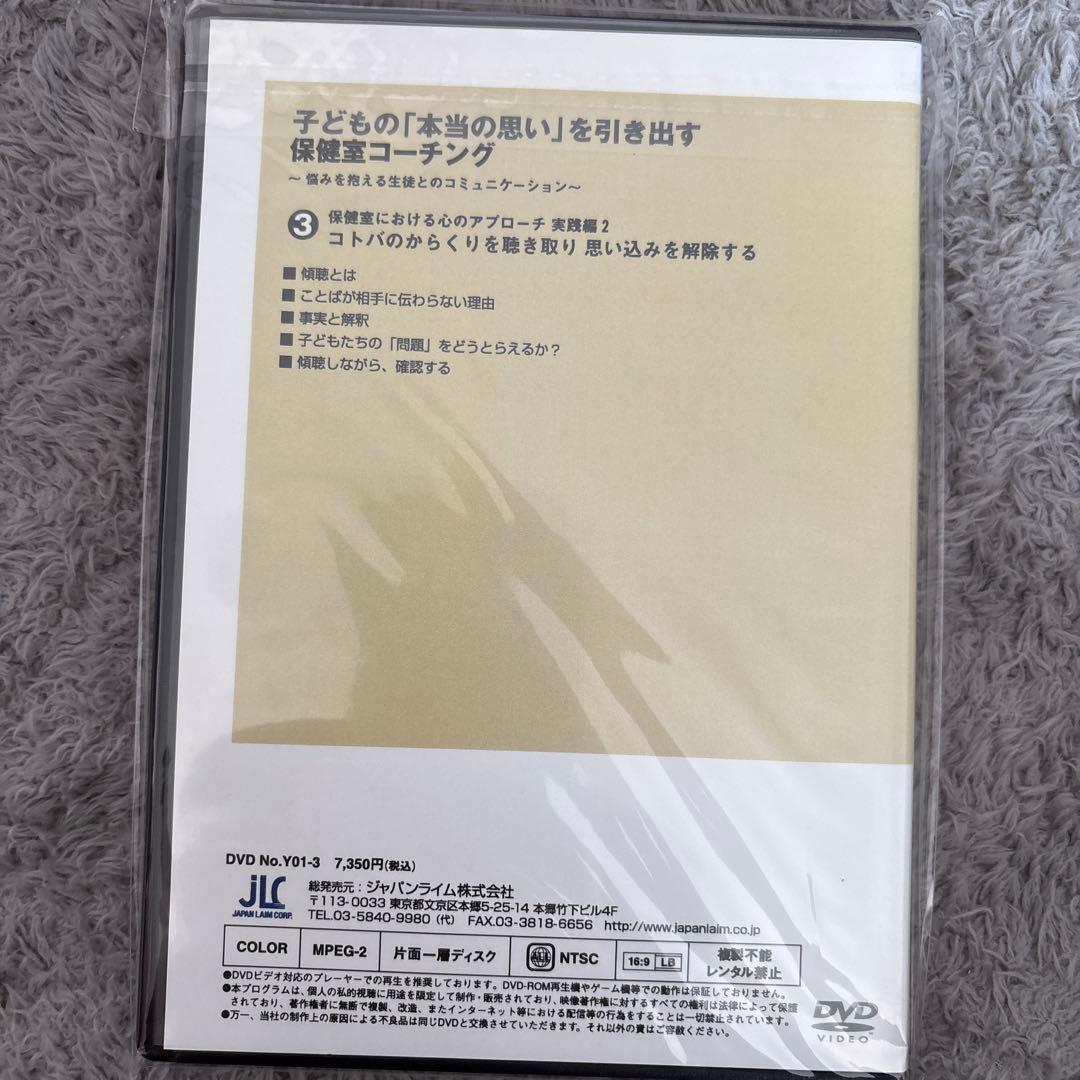 子どもの「本当の思い」を引き出す
保健室コーチング
～悩みを抱える生徒とのコミュニケーション～
3 保健室における心のアプローチ 実践編2
コトバのからくりを聴き取り 思い込みを解除する
■傾聴とは
■ことばが相手に伝わらない理由
■事実と解釈
■子どもたちの「問題」をどうとらえるか？
■傾聴しながら、確認する
DVD No.Y01-3 7,350円(税込)
JLC
JAPAN LAIM CORP.
総発売元：ジャパンライム株式会社
〒113-0033 東京都文京区本郷5-25-14 本郷竹下ビル4F
TEL.03-5840-9980（代） FAX.03-3818-6656 http://www.japanlaim.co.jp
COLOR MPEG-2 片面一層ディスク ALL NTSC 16:9 LB 複製不能
レンタル禁止
●DVDビデオ対応のプレーヤーでの再生を推奨しております。DVD-ROM再生機やゲーム機等での動作は保証しておりません。
●本プログラムは、個人の私的視聴に用途を限定して制作・販売されており、映像著作権に対するすべての権利は法律によって保護
されており、著作権者に無断で複製、改造、またインターネット等における配信等の行為をすることは一切禁止されています。
●万一、当社の制作上の原因による不良品は同じDVDと交換させていただきます。それ以外の責はご容赦ください。
DVD
VIDEO